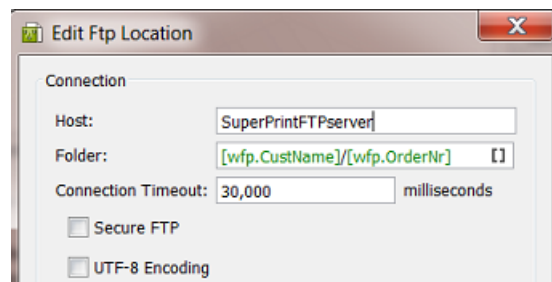 Edit Ftp Location
Connection
Host: SuperPrintFTPserver
Folder: [wfp.CustName]/[wfp.OrderNr] []
Connection Timeout: 30,000 milliseconds
Secure FTP
UTF-8 Encoding